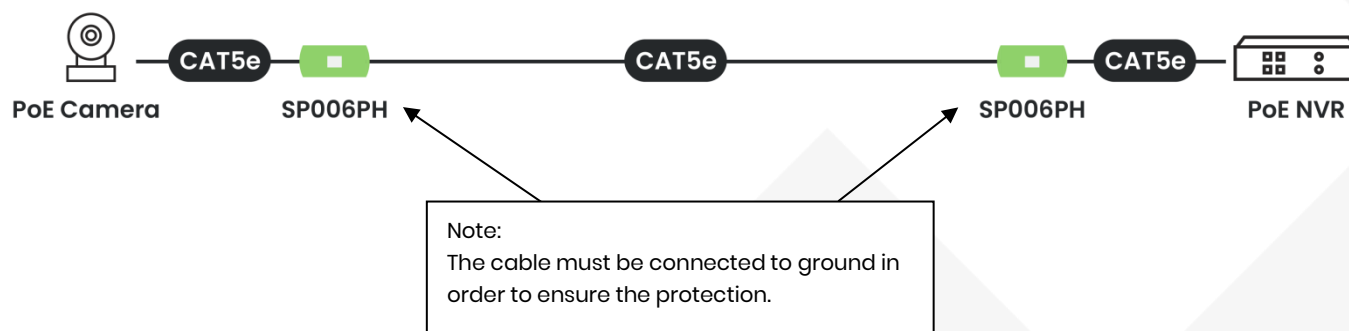 CAT5e CAT5e CAT5e
PoE Camera SP006PH SP006PH PoE NVR
Note:
The cable must be connected to ground in
order to ensure the protection.